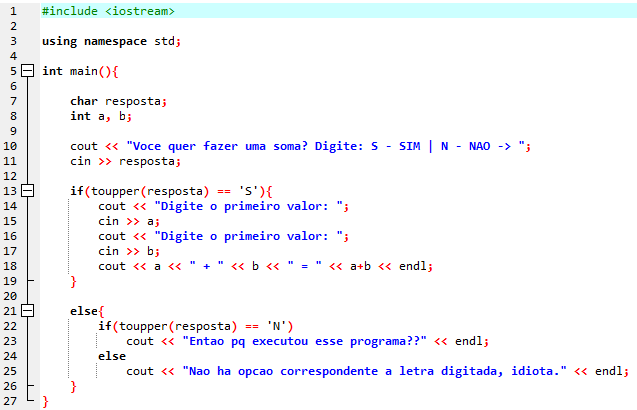 1 #include <iostream>
2
3 using namespace std;
4
5 int main(){
6
7 char resposta;
8 int a, b;
9
10 cout << "Voce quer fazer uma soma? Digite: S - SIM | N - NAO -> ";
11 cin >> resposta;
12
13 if(toupper(resposta) == 'S'){
14 cout << "Digite o primeiro valor: ";
15 cin >> a;
16 cout << "Digite o primeiro valor: ";
17 cin >> b;
18 cout << a << " + " << b << " = " << a+b << endl;
19 }
20
21 else{
22 if(toupper(resposta) == 'N')
23 cout << "Entao pq executou esse programa??" << endl;
24 else
25 cout << "Nao ha opcao correspondente a letra digitada, idiota." << endl;
26 }
27 }